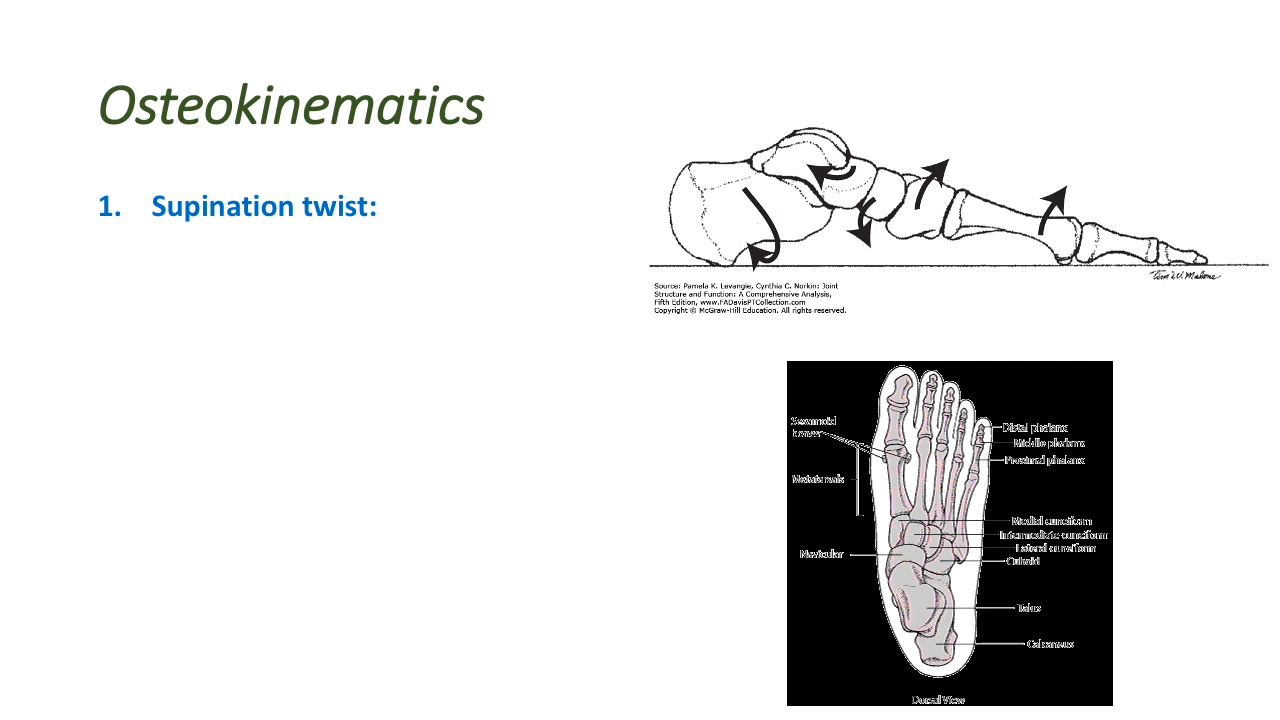 Osteokinematics
1. Supination twist:
Tim W. Malone
Source: Pamela K. Levangie, Cynthia C. Norkin: Joint
Structure and Function: A Comprehensive Analysis,
Fifth Edition, www.FADavisPTCollection.com
Copyright © McGraw-Hill Education. All rights reserved.
Sesamoid
bones
Metatarsals
Navicular
Distal phalanx
Middle phalanx
Proximal phalanx
Medial cuneiform
Intermediate cuneiform
Lateral cuneiform
Cuboid
Talus
Calcaneus
Dorsal View